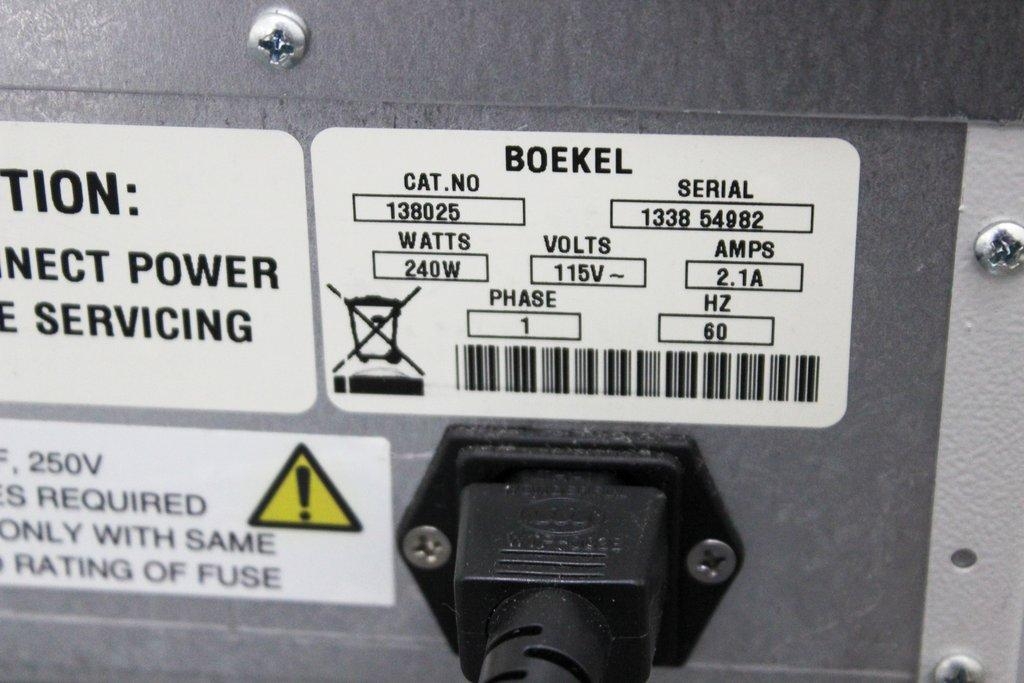 TION:
NNECT POWER
E SERVICING
BOEKEL
CAT.NO
138025
SERIAL
1338 54982
WATTS
240W
VOLTS
115V~
AMPS
2.1A
PHASE
1
HZ
60
F, 250V
ES REQUIRED
ONLY WITH SAME
D RATING OF FUSE